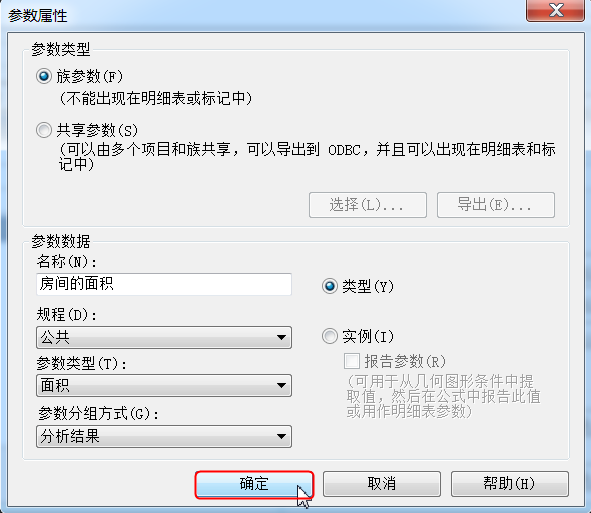 参数属性
参数类型
族参数(F)
(不能出现在明细表或标记中)
共享参数(S)
(可以由多个项目和族共享，可以导出到 ODBC，并且可以出现在明细表和标
记中)
选择(L)...
导出(E)...
参数数据
名称(N):
房间的面积
类型(Y)
规程(D):
公共
实例(I)
参数类型(T):
报告参数(R)
面积
(可用于从几何图形条件中提
取值，然后在公式中报告此值
或用作明细表参数)
参数分组方式(G):
分析结果
确定
取消
帮助(H)